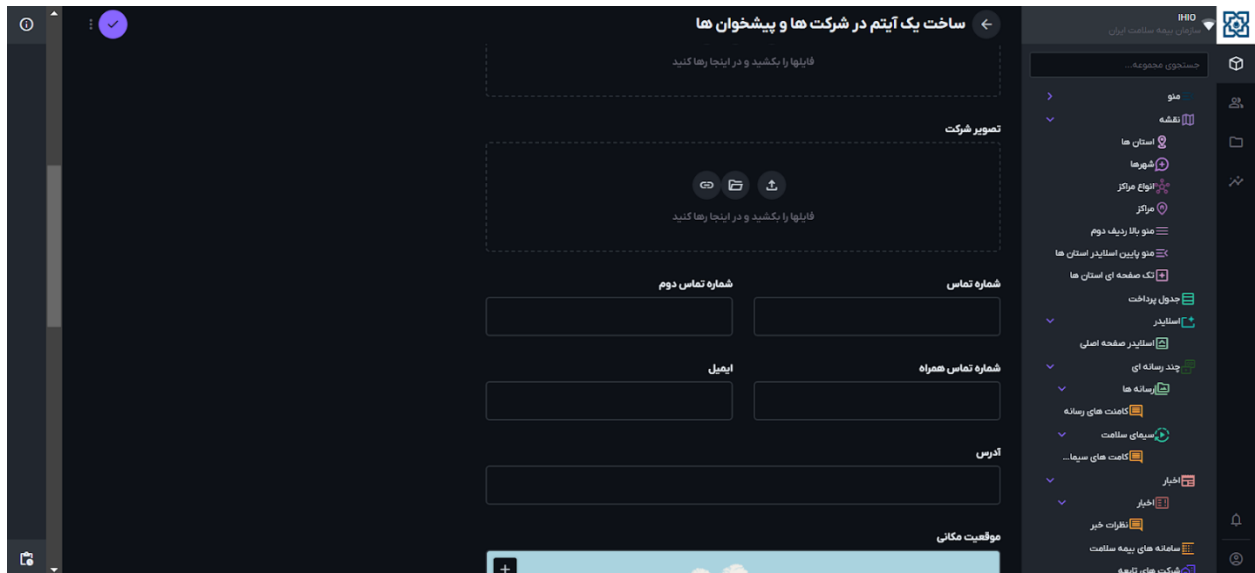 IHIO
سازمان بیمه سلامت ایران
جستجوی مجموعه...
منو
نقشه
استان ها
شهرها
انواع مراکز
مراکز
منو بالا ردیف دوم
منو پایین اسلایدر استان ها
تک صفحه ای استان ها
جدول پرداخت
اسلایدر
اسلایدر صفحه اصلی
چند رسانه ای
رسانه ها
کامنت های رسانه
سیمای سلامت
کامت های سیما...
اخبار
اخبار
نظرات خبر
سامانه های بیمه سلامت
شرکت های تابعه
ساخت یک آیتم در شرکت ها و پیشخوان ها
فایلها را بکشید و در اینجا رها کنید
تصویر شرکت
فایلها را بکشید و در اینجا رها کنید
شماره تماس
شماره تماس دوم
شماره تماس همراه
ایمیل
آدرس
موقعیت مکانی